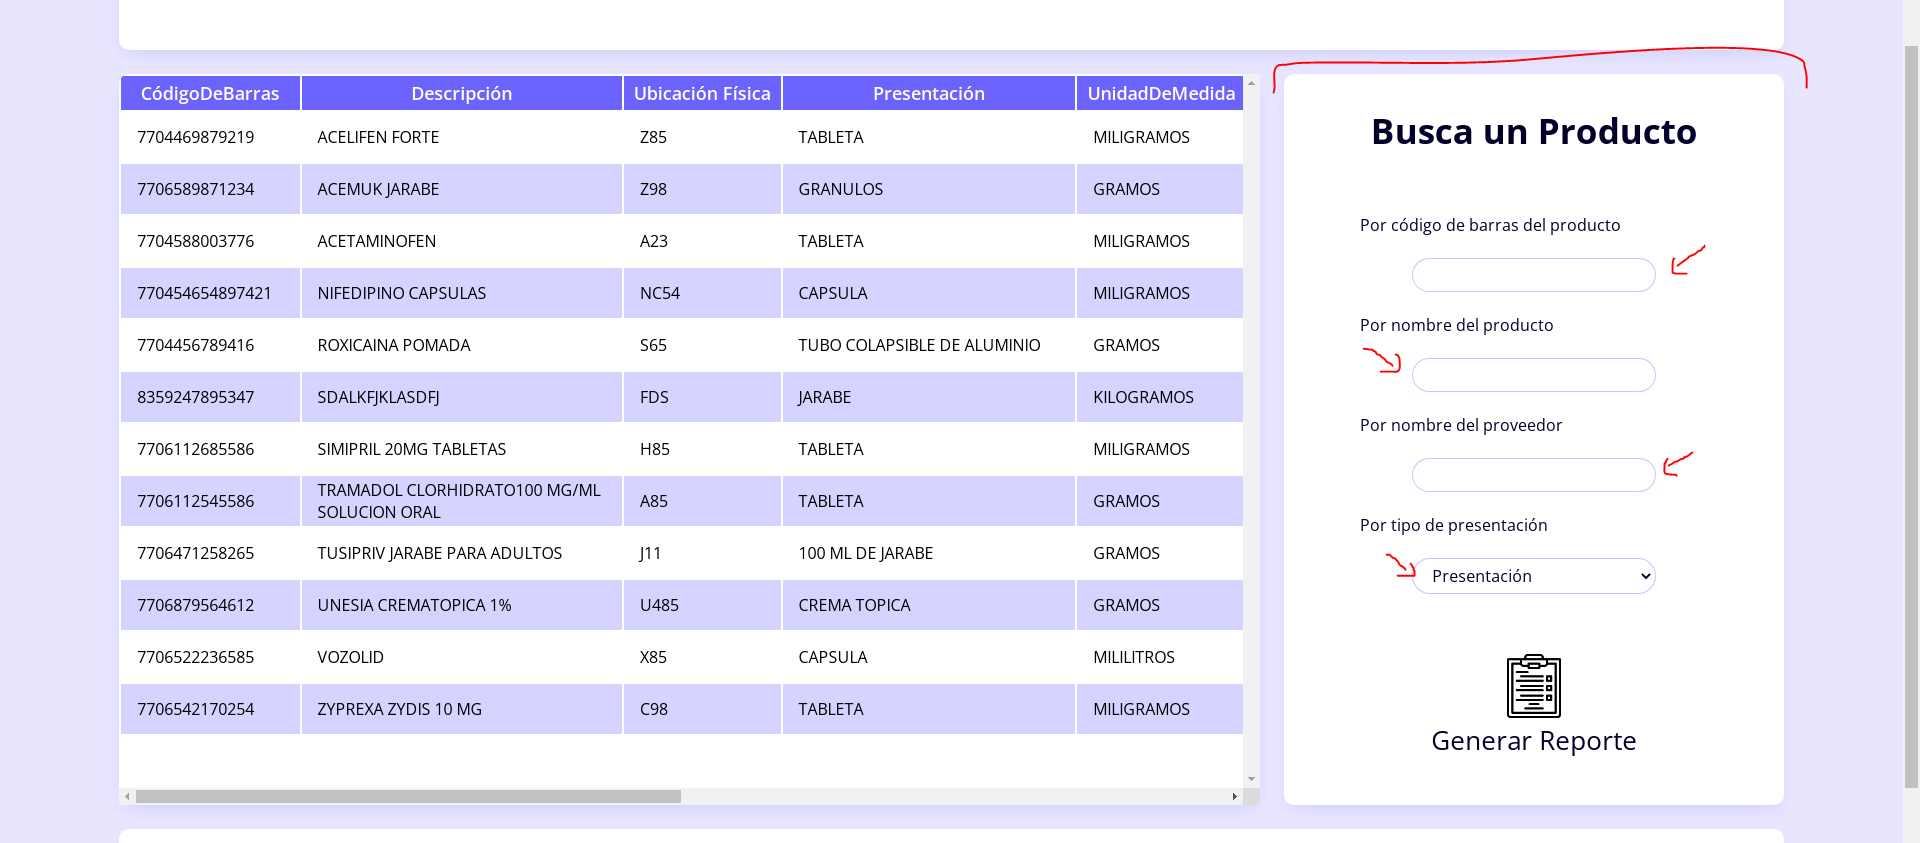 CódigoDeBarras Descripción Ubicación Física Presentación UnidadDeMedida
7704469879219 ACELIFEN FORTE Z85 TABLETA MILIGRAMOS
7706589871234 ACEMUK JARABE Z98 GRANULOS GRAMOS
7704588003776 ACETAMINOFEN A23 TABLETA MILIGRAMOS
770454654897421 NIFEDIPINO CAPSULAS NC54 CAPSULA MILIGRAMOS
7704456789416 ROXICAINA POMADA S65 TUBO COLAPSIBLE DE ALUMINIO GRAMOS
8359247895347 SDALKFJKLASDFJ FDS JARABE KILOGRAMOS
7706112685586 SIMIPRIL 20MG TABLETAS H85 TABLETA MILIGRAMOS
7706112545586 TRAMADOL CLORHIDRATO100 MG/ML
SOLUCION ORAL A85 TABLETA GRAMOS
7706471258265 TUSIPRIV JARABE PARA ADULTOS J11 100 ML DE JARABE GRAMOS
7706879564612 UNESIA CREMATOPICA 1% U485 CREMA TOPICA GRAMOS
7706522236585 VOZOLID X85 CAPSULA MILILITROS
7706542170254 ZYPREXA ZYDIS 10 MG C98 TABLETA MILIGRAMOS
Busca un Producto
Por código de barras del producto
Por nombre del producto
Por nombre del proveedor
Por tipo de presentación
Presentación
Generar Reporte